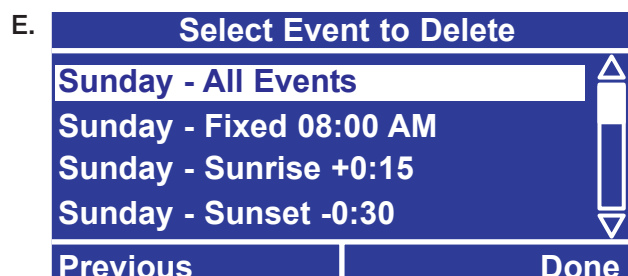 E.
Select Event to Delete
Sunday - All Events
Sunday - Fixed 08:00 AM
Sunday - Sunrise +0:15
Sunday - Sunset -0:30
Previous Done